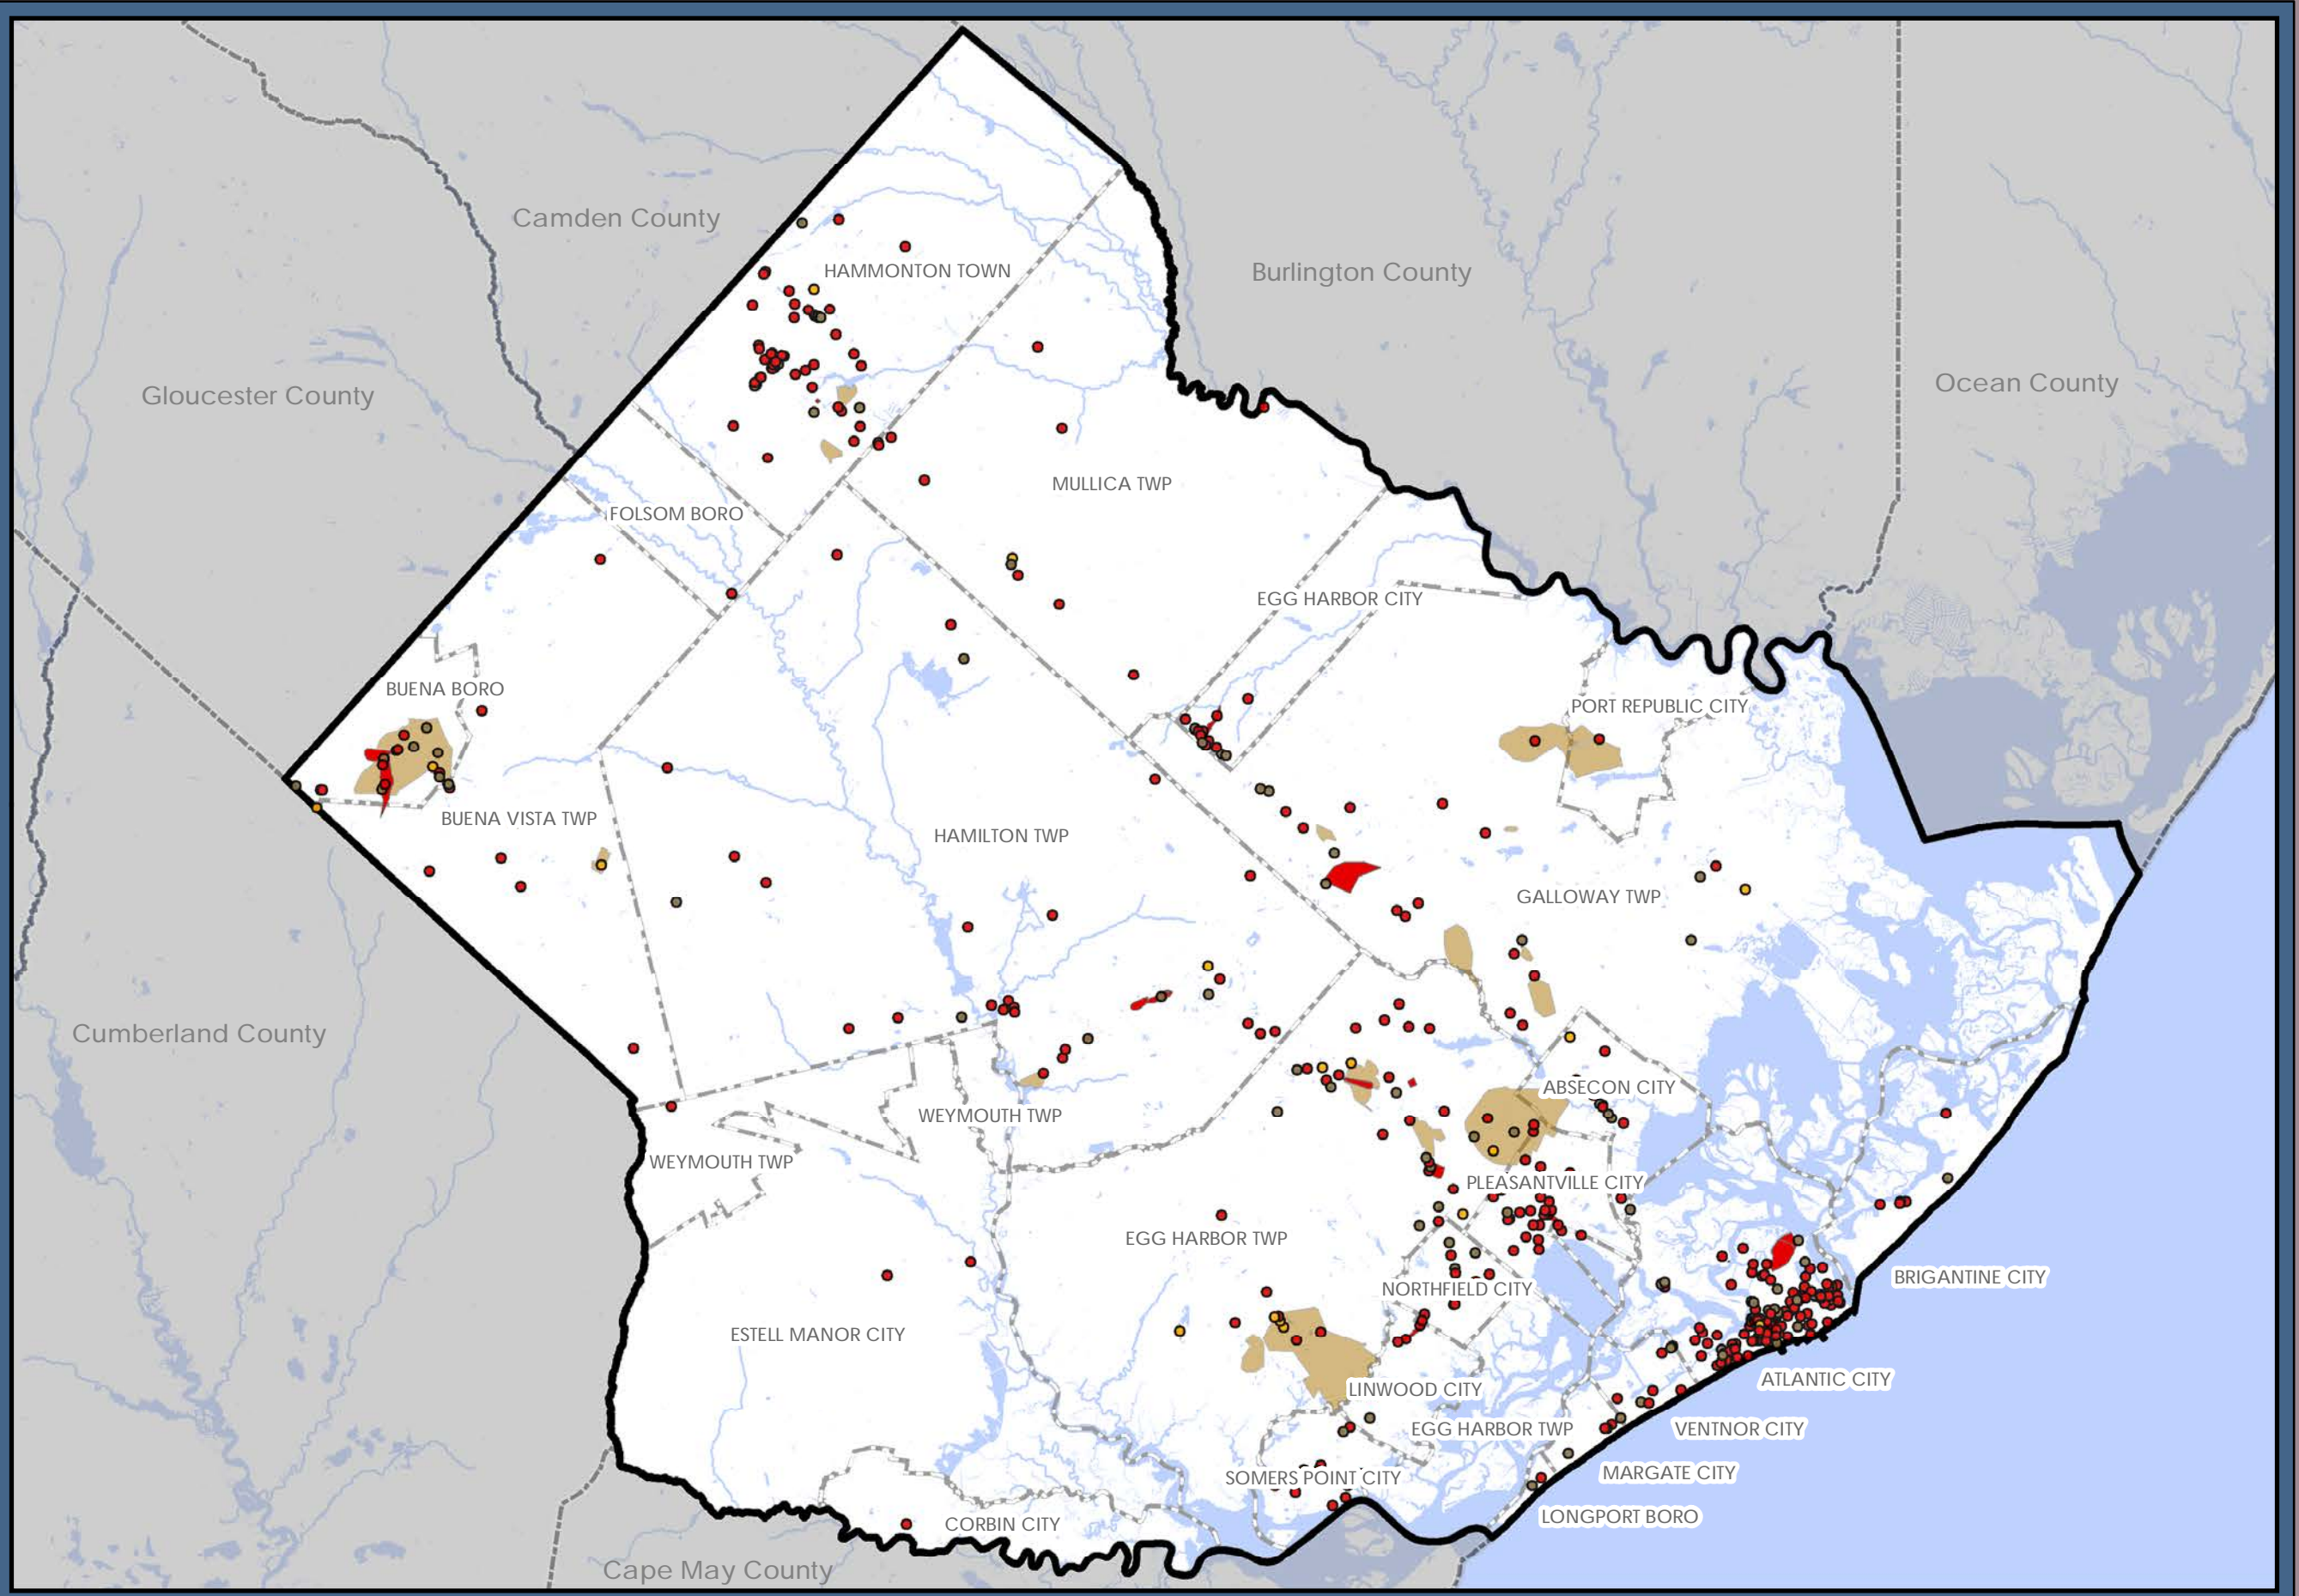 Camden County
HAMMONTON TOWN
Burlington County
Ocean County
Gloucester County
MULLICA TWP
FOLSOM BORO
EGG HARBOR CITY
BUENA BORO
PORT REPUBLIC CITY
BUENA VISTA TWP
HAMILTON TWP
GALLOWAY TWP
Cumberland County
ABSECON CITY
WEYMOUTH TWP
WEYMOUTH TWP
PLEASANTVILLE CITY
EGG HARBOR TWP
BRIGANTINE CITY
NORTHFIELD CITY
ESTELL MANOR CITY
ATLANTIC CITY
LINWOOD CITY
EGG HARBOR TWP
VENTNOR CITY
MARGATE CITY
SOMERS POINT CITY
LONGPORT BORO
CORBIN CITY
Cape May County